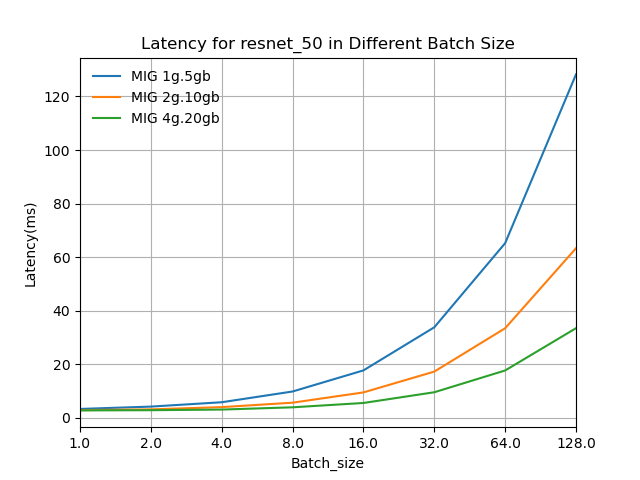 Latency for resnet_50 in Different Batch Size
MIG 1g.5gb
MIG 2g.10gb
MIG 4g.20gb
120
100
80
60
40
20
0
Latency(ms)
1.0 2.0 4.0 8.0 16.0 32.0 64.0 128.0
Batch_size